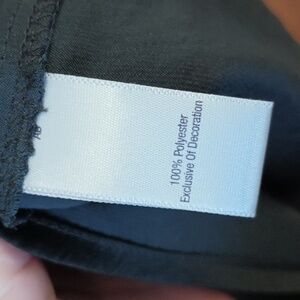 100% Polyester
Exclusive Of Decoration